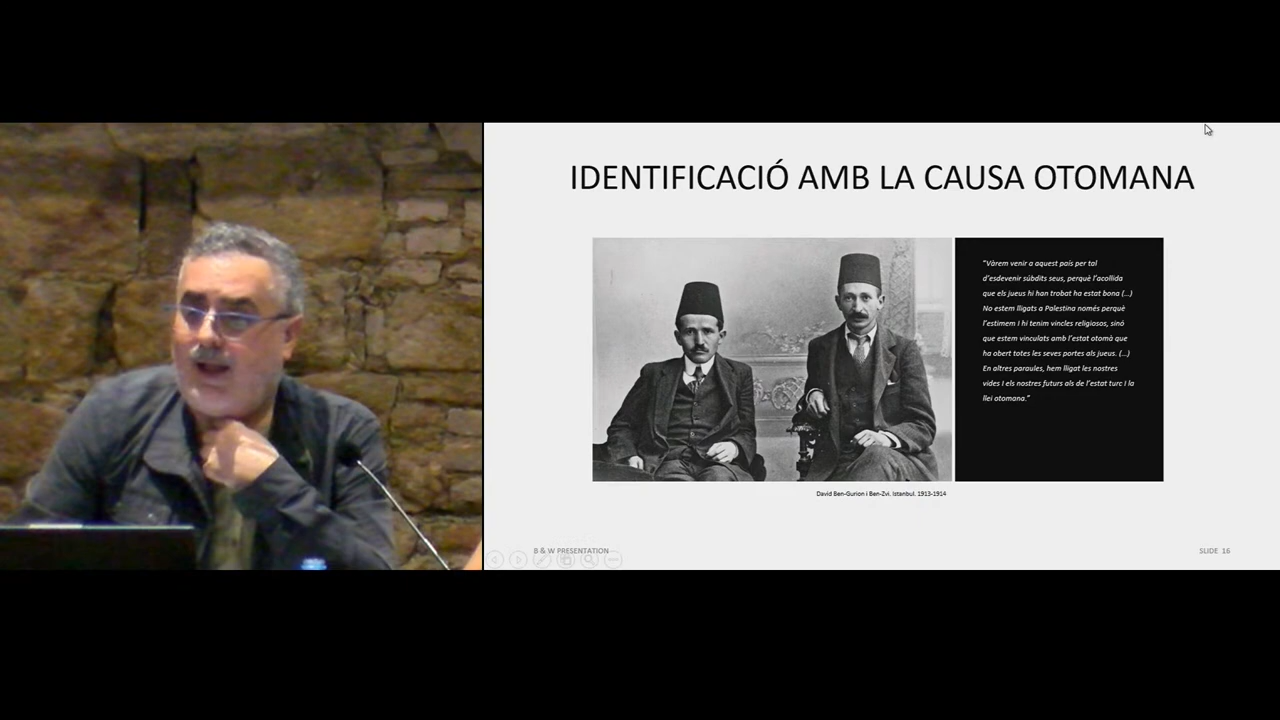 IDENTIFICACIÓ AMB LA CAUSA OTOMANA
"Vàrem venir a aquest país per tal
d'esdevenir súbdits seus, perquè l'acollida
que els jueus hi han trobat ha estat bona (...)
No estem lligats a Palestina només perquè
l'estimem i hi tenim vincles religiosos, sinó
que estem vinculats amb l'estat otomà que
ha obert totes les seves portes als jueus. (...)
En altres paraules, hem lligat les nostres
vides i els nostres futurs als de l'estat turc i la
llei otomana."
David Ben-Gurion i Ben-Zvi. Istanbul. 1913-1914
B & W PRESENTATION
SLIDE 16